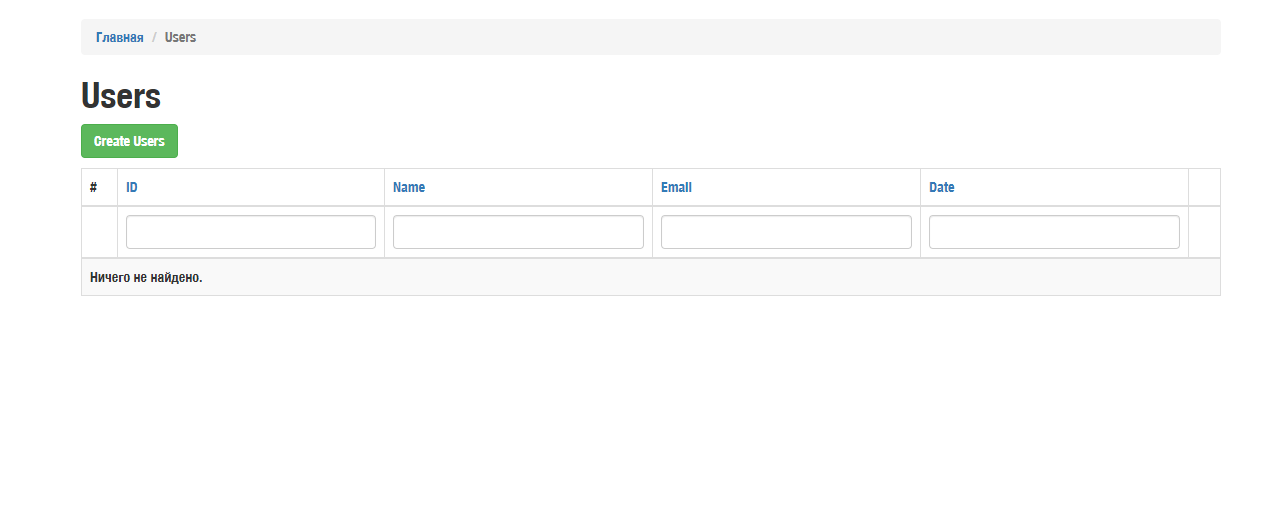 Главная / Users
Users
Create Users
# ID Name Email Date
Ничего не найдено.